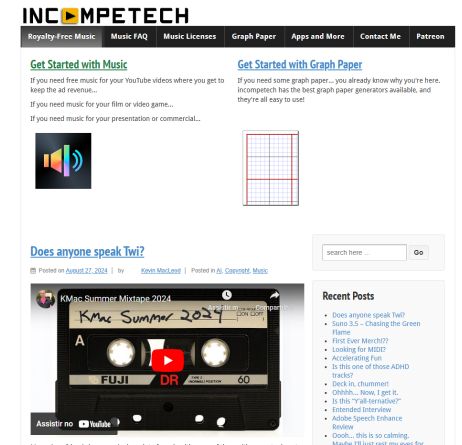 INCOMPETECH
Royalty-Free Music Music FAQ Music Licenses Graph Paper Apps and More Contact Me Patreon
Get Started with Music
If you need free music for your YouTube videos where you get to
keep the ad revenue...
If you need music for your film or video game...
If you need music for your presentation or commercial...
Get Started with Graph Paper
If you need some graph paper... you already know why you're here.
incompetech has the best graph paper generators available, and
they're all easy to use!
Does anyone speak Twi?
Posted on August 27, 2024 | by Kevin MacLeod | Posted in AI, Copyright, Music
KMac Summer Mixtape 2024
Assistir m
Compartil
KMac Summer 2024
A
FUJI DR 60
Assistir no YouTube
search here ...
Go
Recent Posts
Does anyone speak Twi?
Suno 3.5 – Chasing the Green
Flame
First Ever Merch!??
Looking for MIDI?
Accelerating Fun
Is this one of those ADHD
tracks?
Deck in, chummer!
Ohhhh... Now, I get it.
Is this "Y'all-ternative?"
Extended Interview
Adobe Speech Enhance
Review
Oooh... this is so calming.